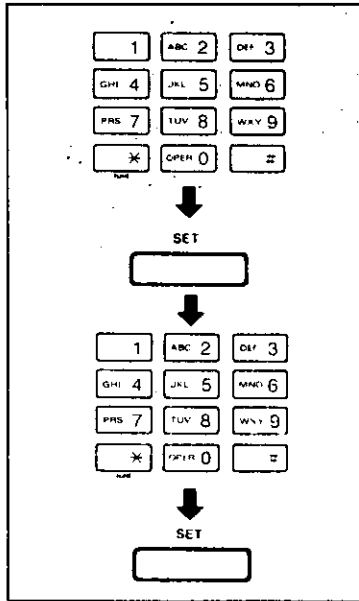 1 ABC 2 DEF 3
GHI 4 JKL 5 MNO 6
PRS 7 TUV 8 WXY 9
* OPER 0 #
TONE
SET
1 ABC 2 DEF 3
GHI 4 JKL 5 MNO 6
PRS 7 TUV 8 WXY 9
* OPER 0 #
TONE
SET